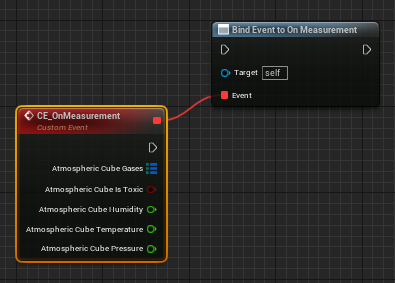 Bind Event to On Measurement
Target self
Event
CE_OnMeasurement
Custom Event
Atmospheric Cube Gases
Atmospheric Cube Is Toxic
Atmospheric Cube Humidity
Atmospheric Cube Temperature
Atmospheric Cube Pressure